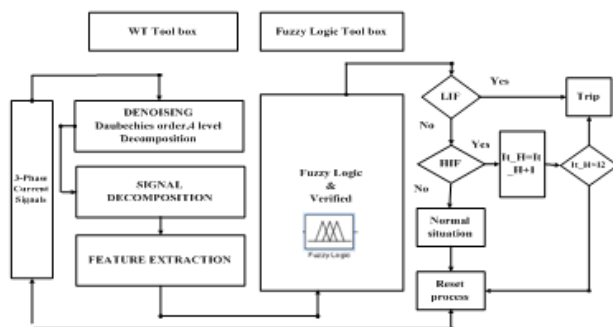 WT Tool box
Fuzzy Logic Tool box
3-Phase
Current
Signals
DENOISING
Daubechies order,4 level
Decomposition
SIGNAL
DECOMPOSITION
FEATURE EXTRACTION
Fuzzy Logic
&
Verified
Fuzzy Logic
LIF
Yes
Trip
No
HIF
Yes
It_H=It
_H+1
It_H=12
No
Normal
situation
Reset
process